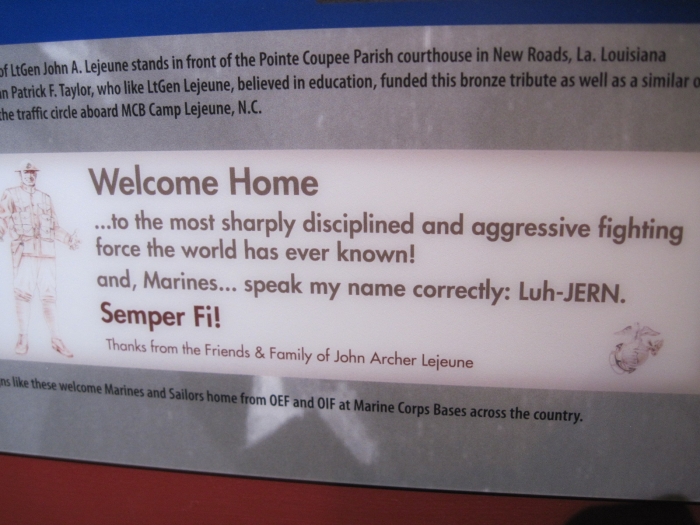 of LtGen John A. Lejeune stands in front of the Pointe Coupee Parish courthouse in New Roads, La. Louisiana
n Patrick F. Taylor, who like LtGen Lejeune, believed in education, funded this bronze tribute as well as a similar o
the traffic circle aboard MCB Camp Lejeune, N.C.
Welcome Home
...to the most sharply disciplined and aggressive fighting
force the world has ever known!
and, Marines... speak my name correctly: Luh-JERN.
Semper Fi!
Thanks from the Friends & Family of John Archer Lejeune
ns like these welcome Marines and Sailors home from OEF and OIF at Marine Corps Bases across the country.